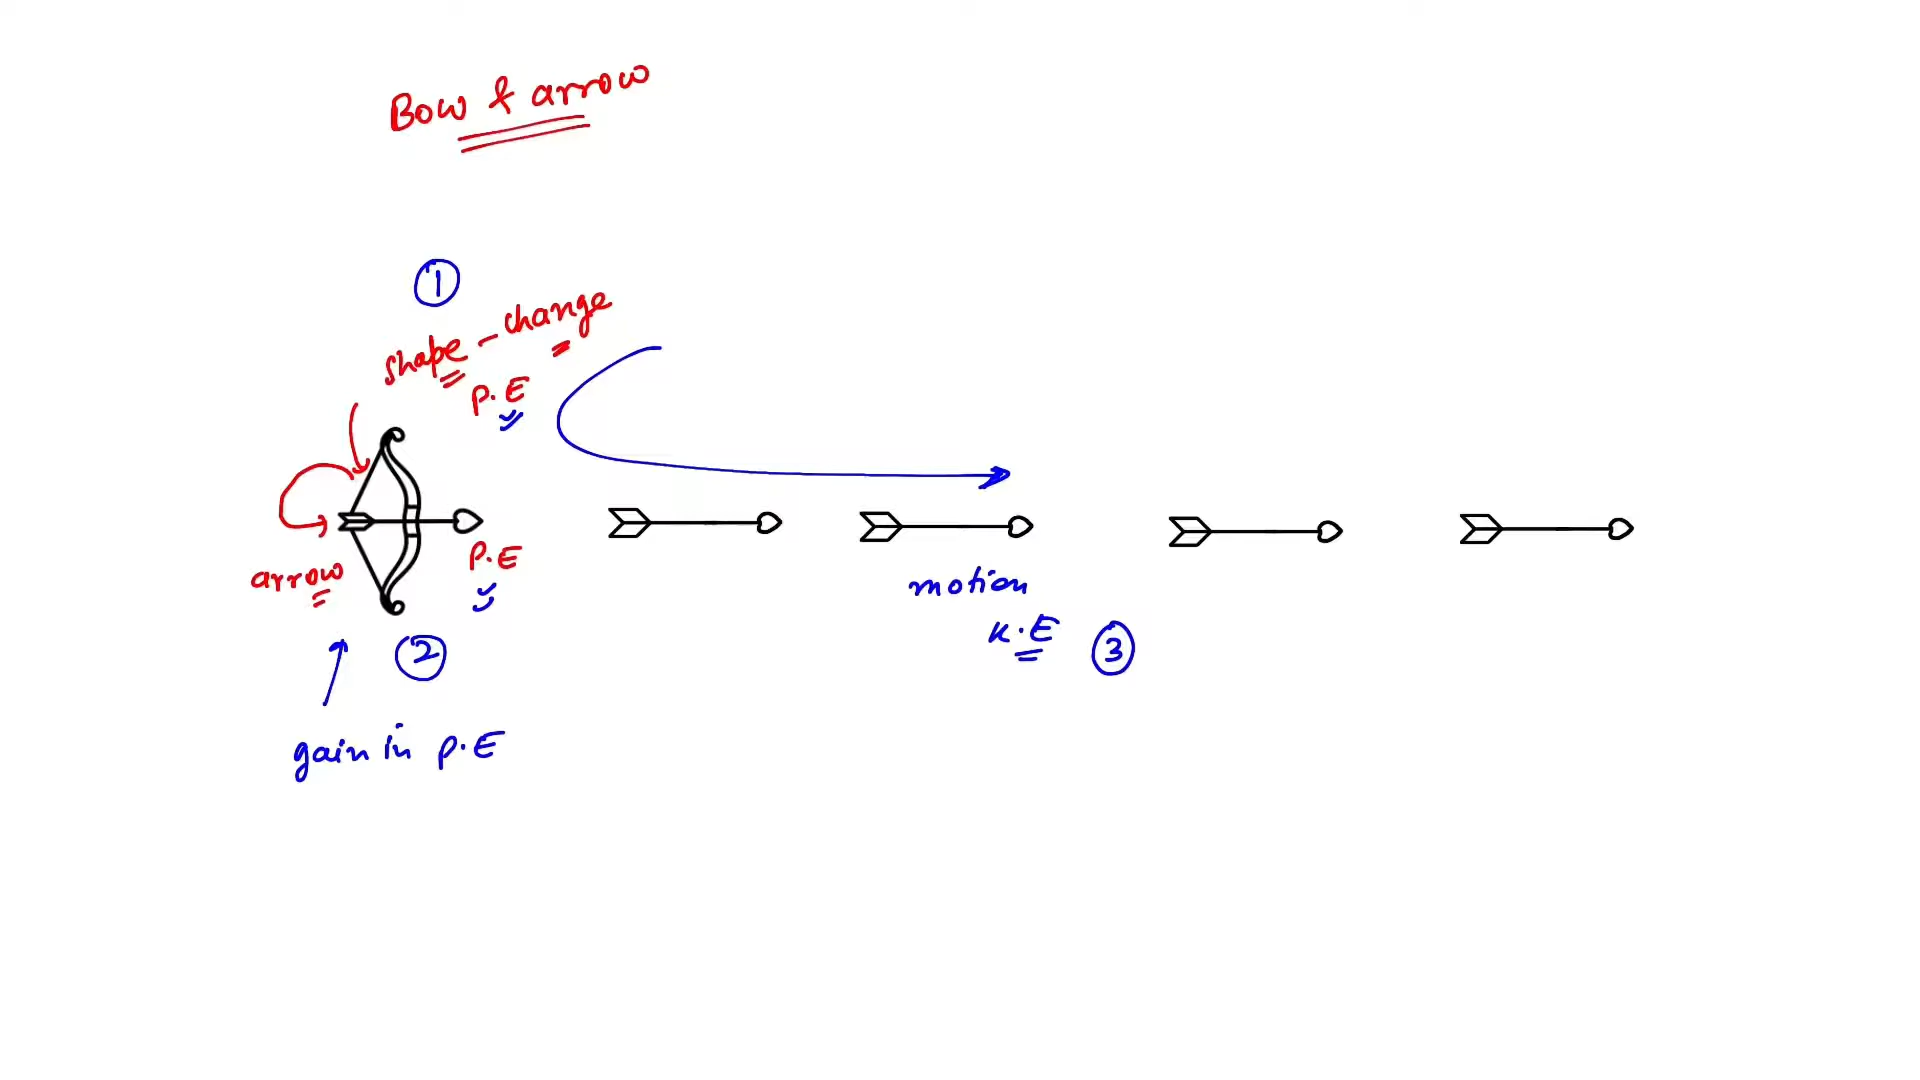 Bow & arrow
1
shape - change
P.E
P.E
arrow
2
gain in P.E
motion
K.E 3